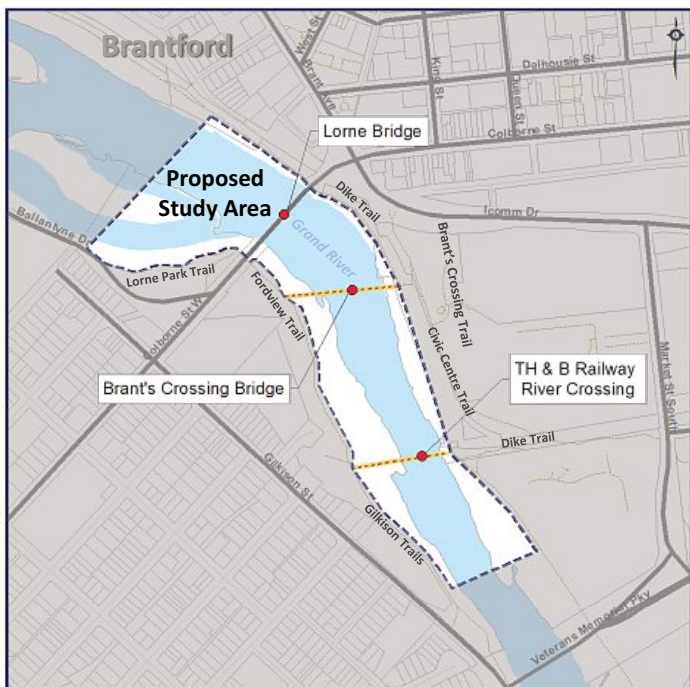 Brantford
West St
Brant Ave
King St
Queen St
Dalhousie St
Colborne St
Lorne Bridge
Proposed
Study Area
Dike Trail
Icomm Dr
Ballantyne Dr
Grand River
Brant's Crossing Trail
Lorne Park Trail
Fordview Trail
Colborne St W
Civic Centre Trail
Market St South
TH & B Railway
River Crossing
Brant's Crossing Bridge
Dike Trail
Gilkison St
Gilkison Trails
Veterans Memorial Pky